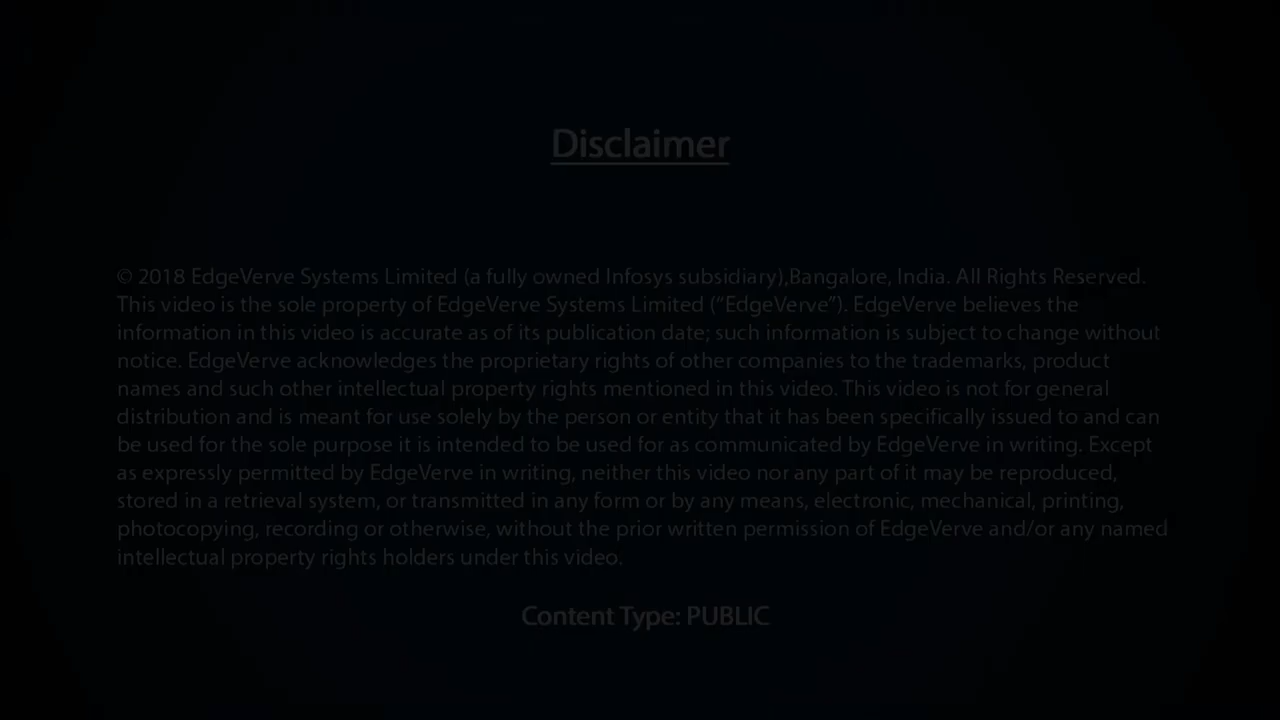 Disclaimer
© 2018 EdgeVerve Systems Limited (a fully owned Infosys subsidiary),Bangalore, India. All Rights Reserved.
This video is the sole property of EdgeVerve Systems Limited (“EdgeVerve”). EdgeVerve believes the
information in this video is accurate as of its publication date; such information is subject to change without
notice. EdgeVerve acknowledges the proprietary rights of other companies to the trademarks, product
names and such other intellectual property rights mentioned in this video. This video is not for general
distribution and is meant for use solely by the person or entity that it has been specifically issued to and can
be used for the sole purpose it is intended to be used for as communicated by EdgeVerve in writing. Except
as expressly permitted by EdgeVerve in writing, neither this video nor any part of it may be reproduced,
stored in a retrieval system, or transmitted in any form or by any means, electronic, mechanical, printing,
photocopying, recording or otherwise, without the prior written permission of EdgeVerve and/or any named
intellectual property rights holders under this video.
Content Type: PUBLIC